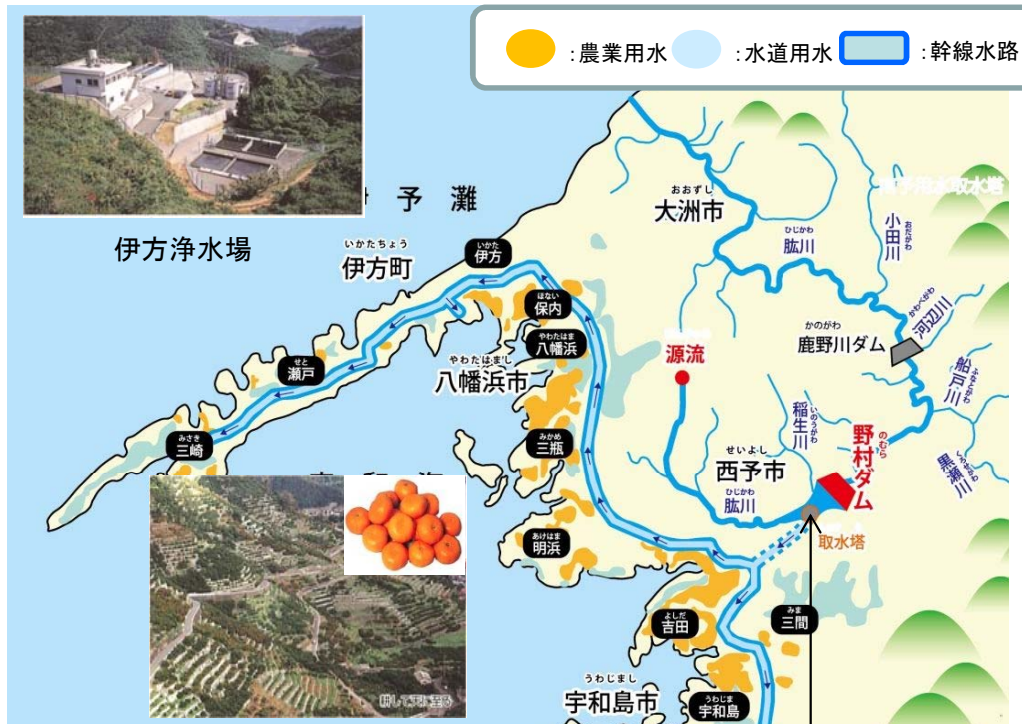 :農業用水
:水道用水
:幹線水路
伊方浄水場
予灘
いかたちょう
伊方町
いかた
伊方
ほない
保内
やわたはま
八幡浜
やわたはまし
八幡浜市
せと
瀬戸
みさき
三崎
みかめ
三瓶
あけはま
明浜
よしだ
吉田
みま
三間
うわじまし
宇和島市
うわじま
宇和島
おおずし
大洲市
ひじかわ
肱川
おだがわ
小田川
かわべがわ
河辺川
かのがわ
鹿野川ダム
ふなとがわ
船戸川
くろせがわ
黒瀬川
源流
いのうがわ
稲生川
のむら
野村ダム
せいよし
西予市
ひじかわ
肱川
取水塔
耕して天に至る